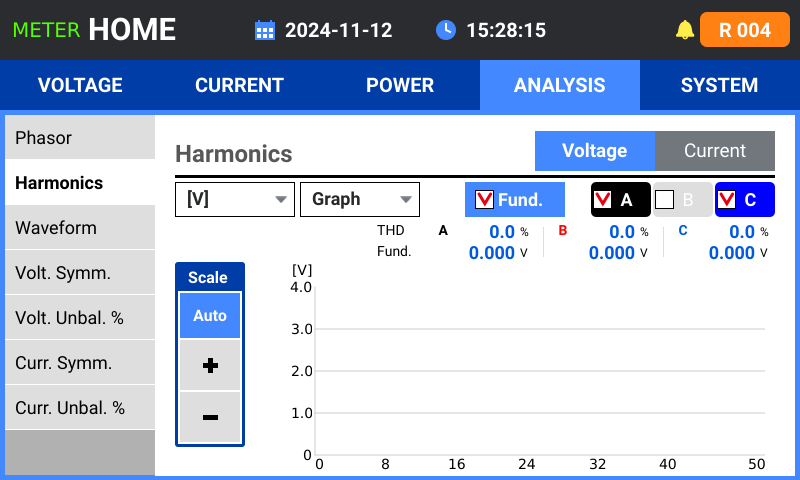 METER HOME 2024-11-12 15:28:15 R 004
VOLTAGE CURRENT POWER ANALYSIS SYSTEM
Phasor
Harmonics
Waveform
Volt. Symm.
Volt. Unbal. %
Curr. Symm.
Curr. Unbal. %
Harmonics Voltage Current
[V] Graph Fund. A B C
THD A 0.0 % B 0.0 % C 0.0 %
Fund. 0.000 V 0.000 V 0.000 V
Scale
Auto
+
−
[V]
4.0
3.0
2.0
1.0
0
0 8 16 24 32 40 50